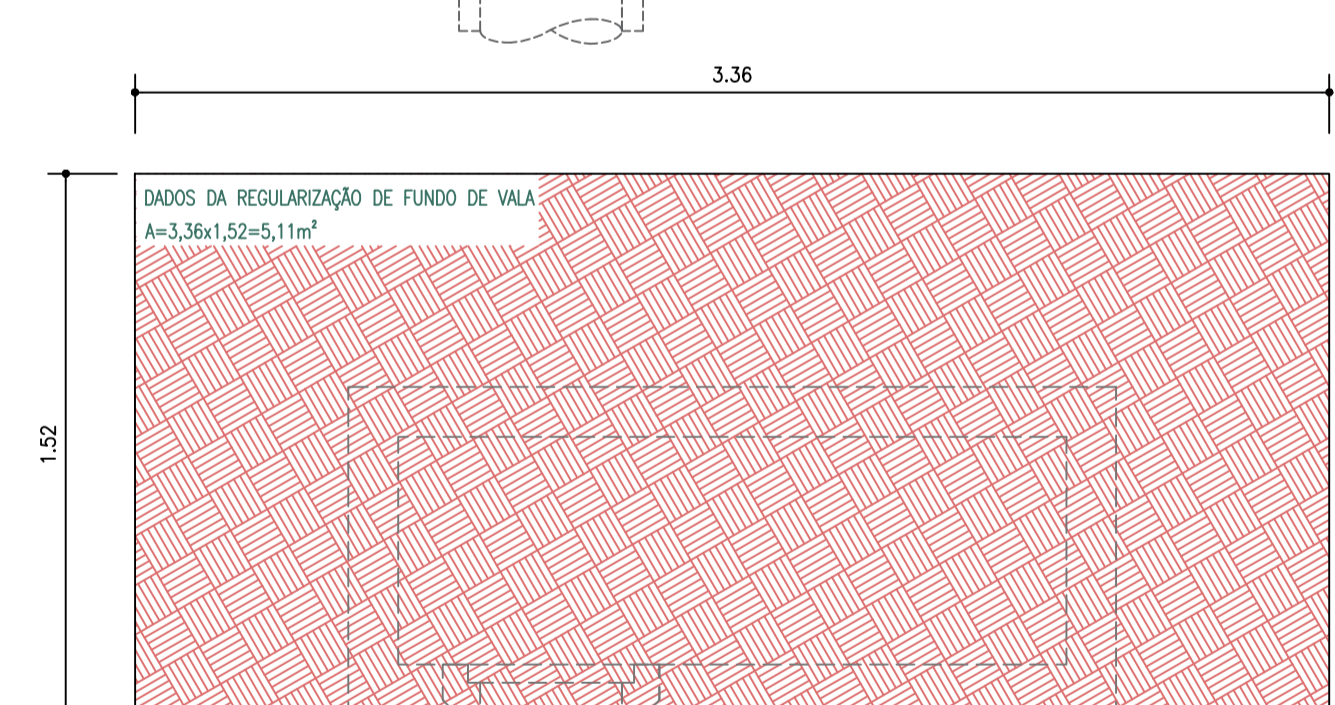 3.36
DADOS DA REGULARIZAÇÃO DE FUNDO DE VALA
A=3,36x1,52=5,11m²
1.52